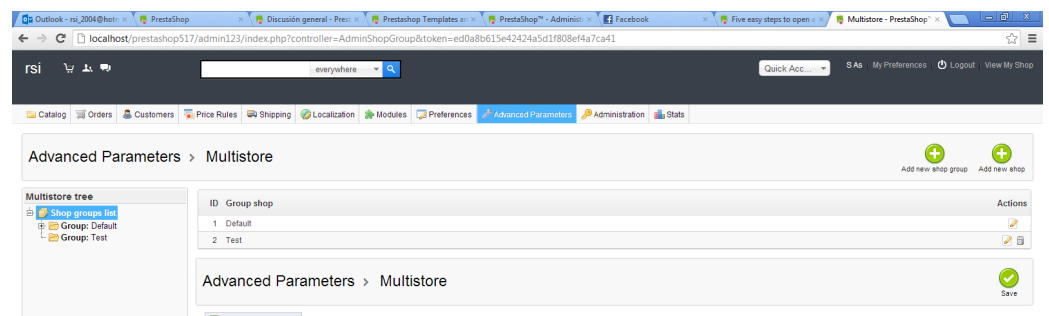 Outlook - rsi_2004@hotm
PrestaShop
Discusión general - Prest
Prestashop Templates an
PrestaShop™ - Administr
Facebook
Five easy steps to open a
Multistore - PrestaShop™
localhost/prestashop517/admin123/index.php?controller=AdminShopGroup&token=ed0a8b615e42424a5d1f808ef4a7ca41
rsi
everywhere
Quick Acc...
S As
My Preferences
Logout
View My Shop
Catalog
Orders
Customers
Price Rules
Shipping
Localization
Modules
Preferences
Advanced Parameters
Administration
Stats
Advanced Parameters > Multistore
Add new shop group
Add new shop
Multistore tree
Shop groups list
Group: Default
Group: Test
ID Group shop Actions
1 Default
2 Test
Advanced Parameters > Multistore
Save